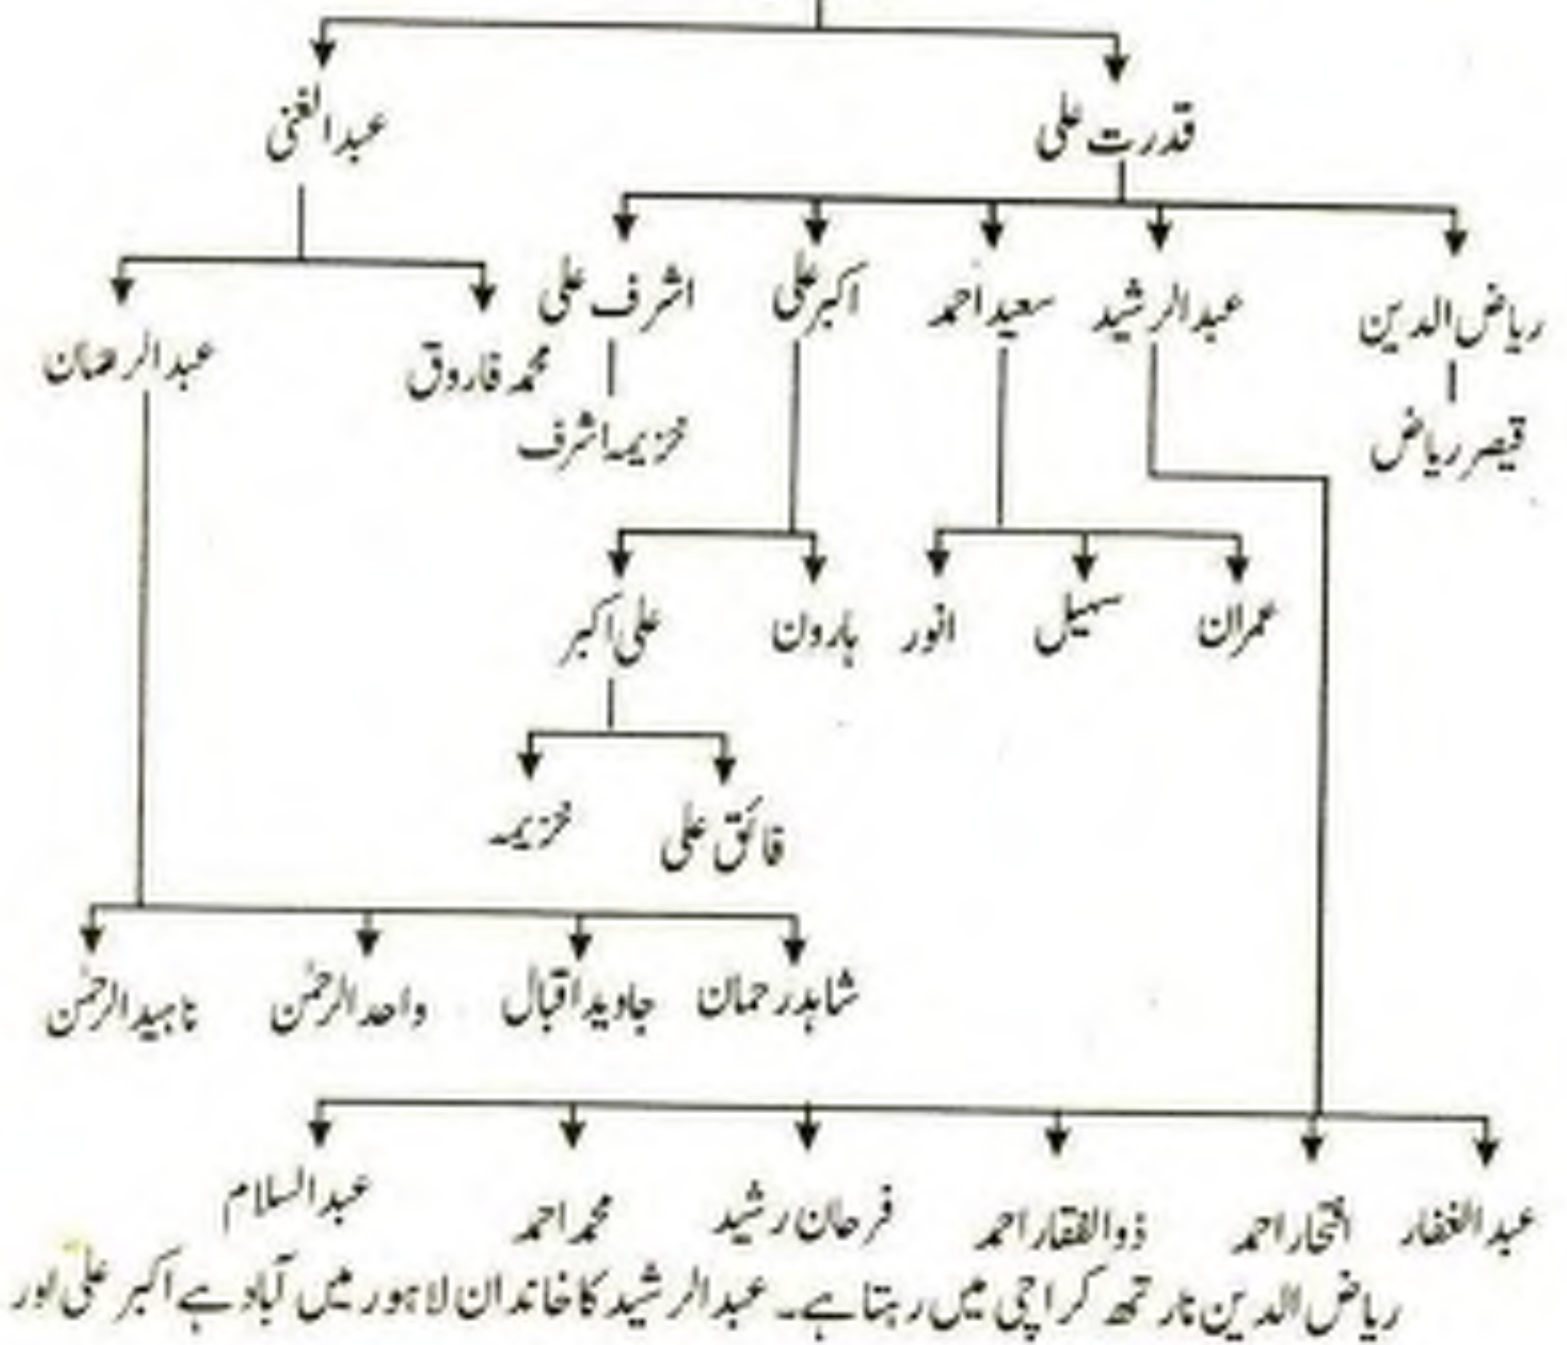 قدرت علی عبدالغنی
ریاض الدین عبدالرشید سعید احمد اکبر علی اشرف علی
محمد فاروق عبدالرضان
قیصر ریاض خزیمہ اشرف
عمران سہیل انور ہارون علی اکبر
فائق علی خزیمہ
شاہد رحمان جاوید اقبال واحد الرحمٰن ناہید الرحمٰن
عبدالغفار افتخار احمد ذوالفقار احمد فرحان رشید محمد احمد عبدالسلام
ریاض الدین نارتھ کراچی میں رہتا ہے۔ عبدالرشید کا خاندان لاہور میں آباد ہے اکبر علی اور